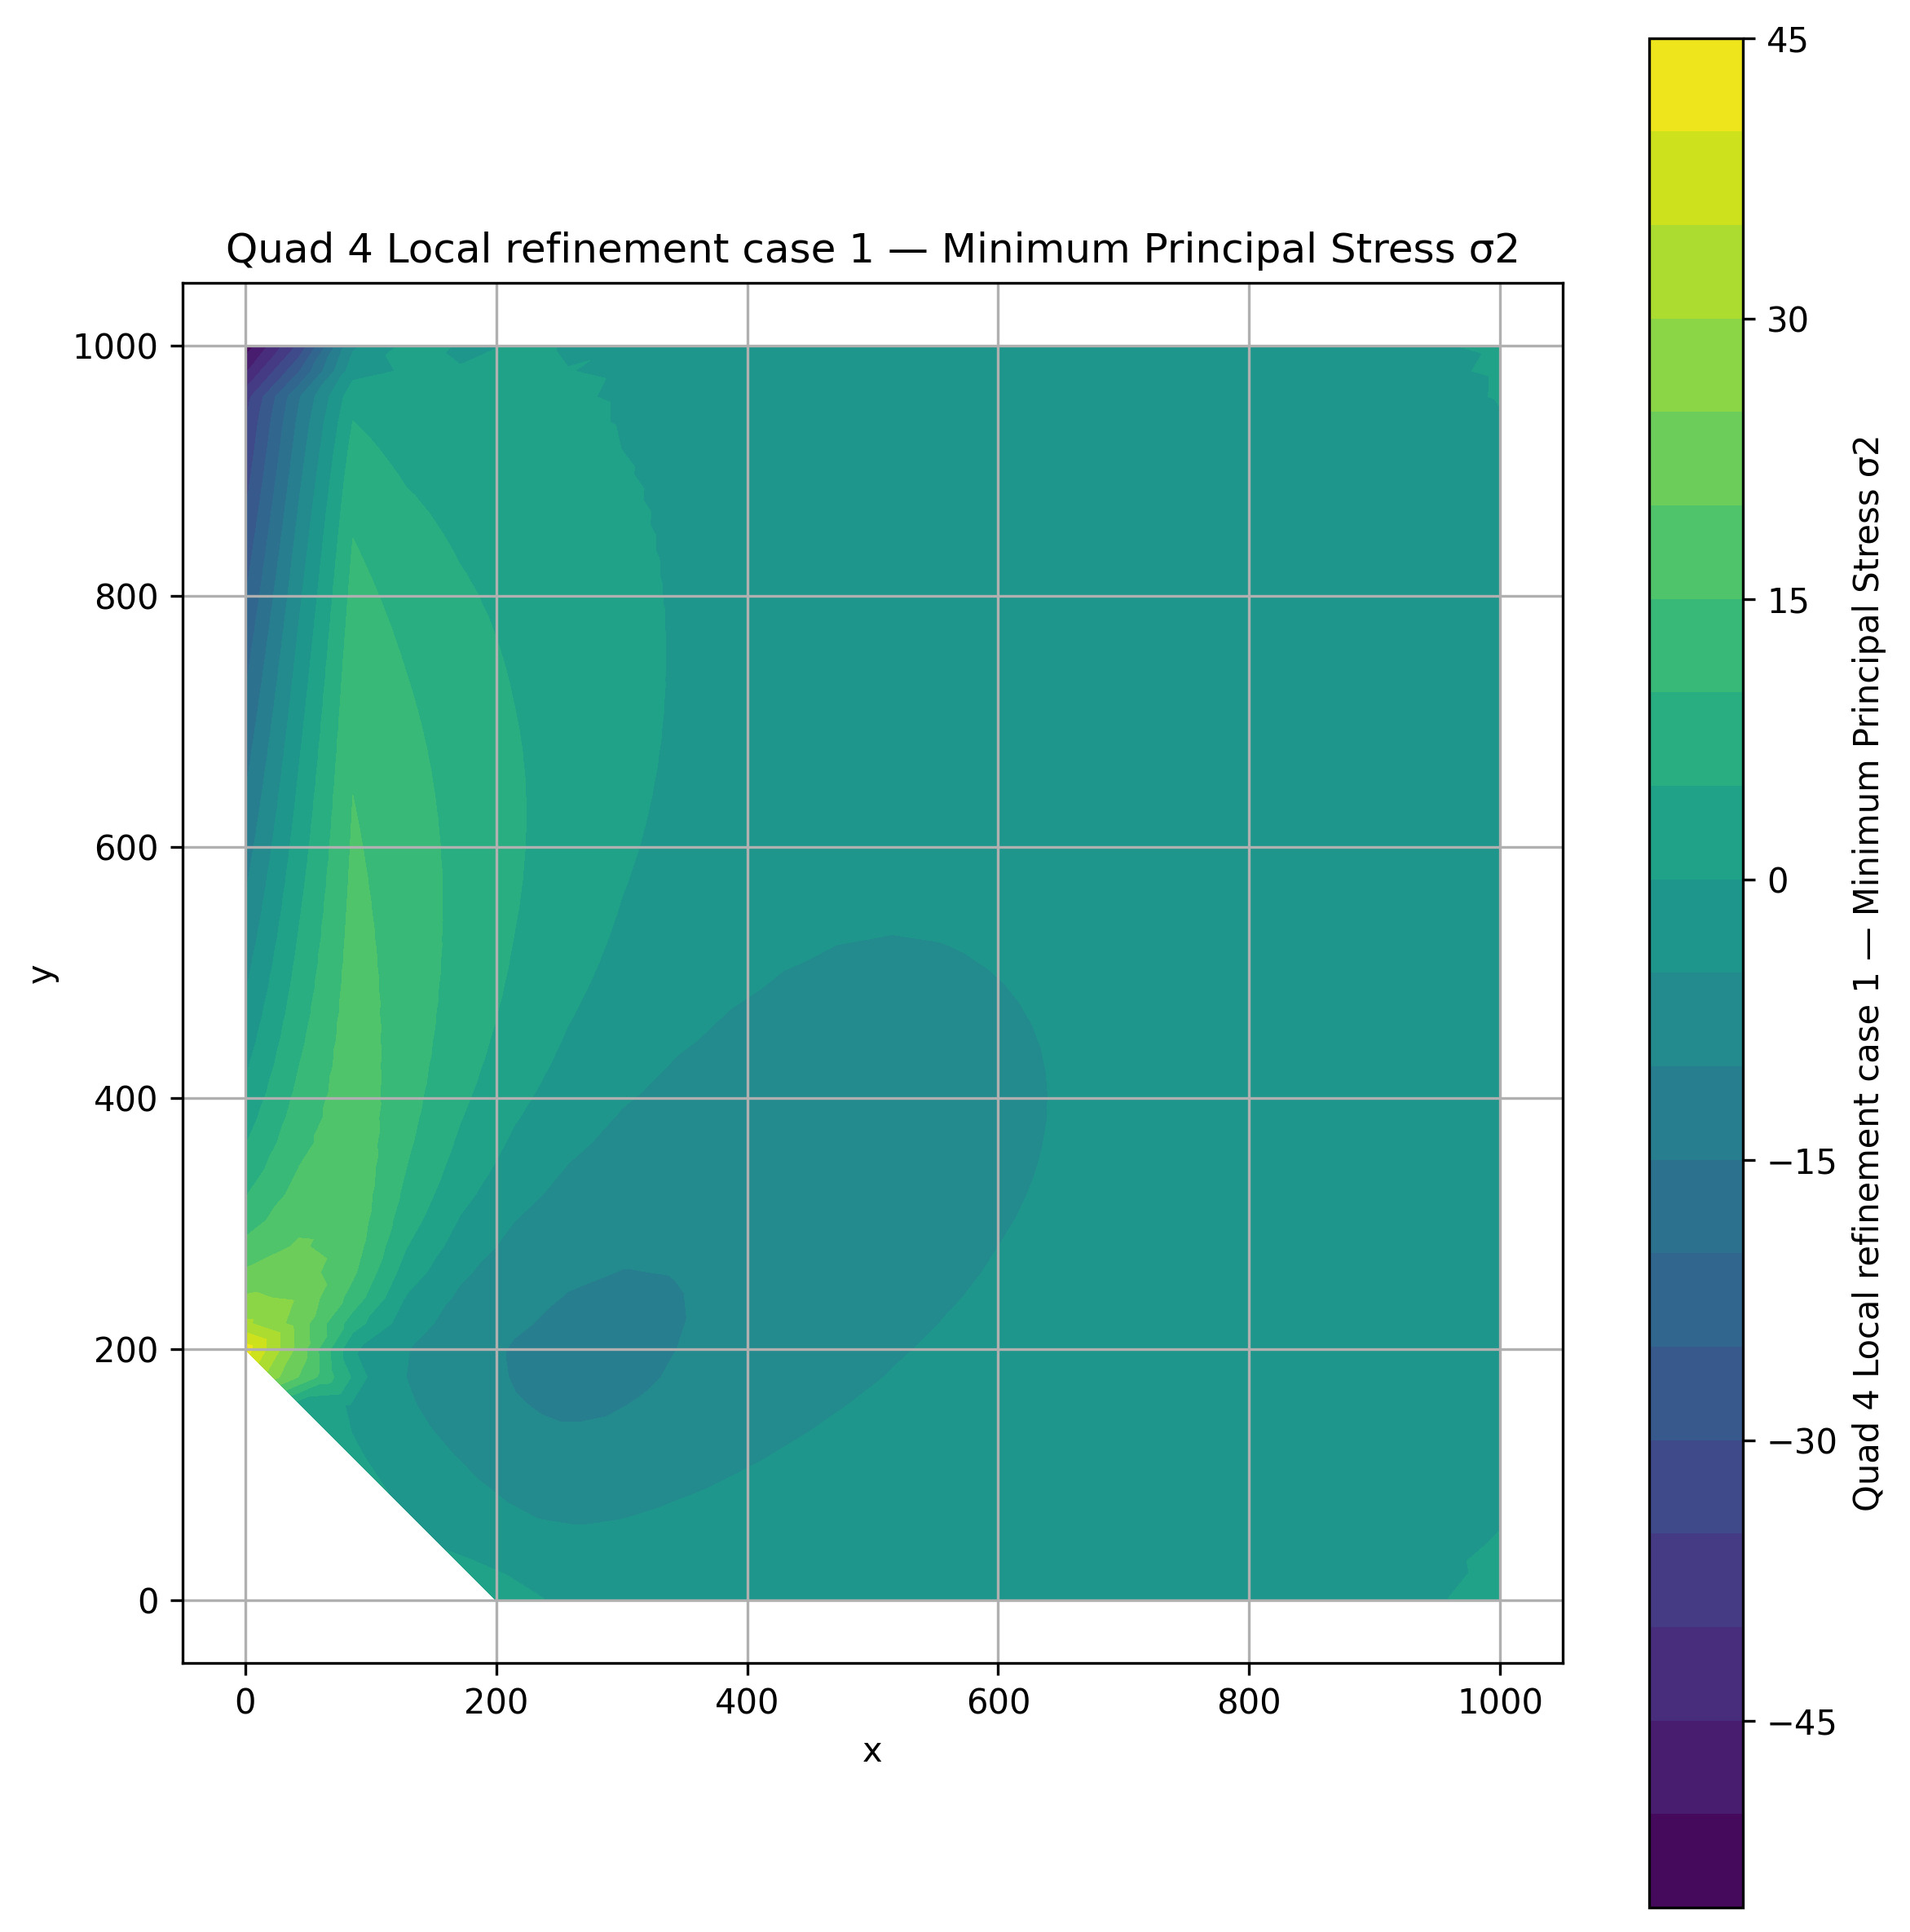 Quad 4 Local refinement case 1 — Minimum Principal Stress σ2
1000
800
600
400
200
0
y
0 200 400 600 800 1000
x
45
30
15
0
−15
−30
−45
Quad 4 Local refinement case 1 — Minimum Principal Stress σ2